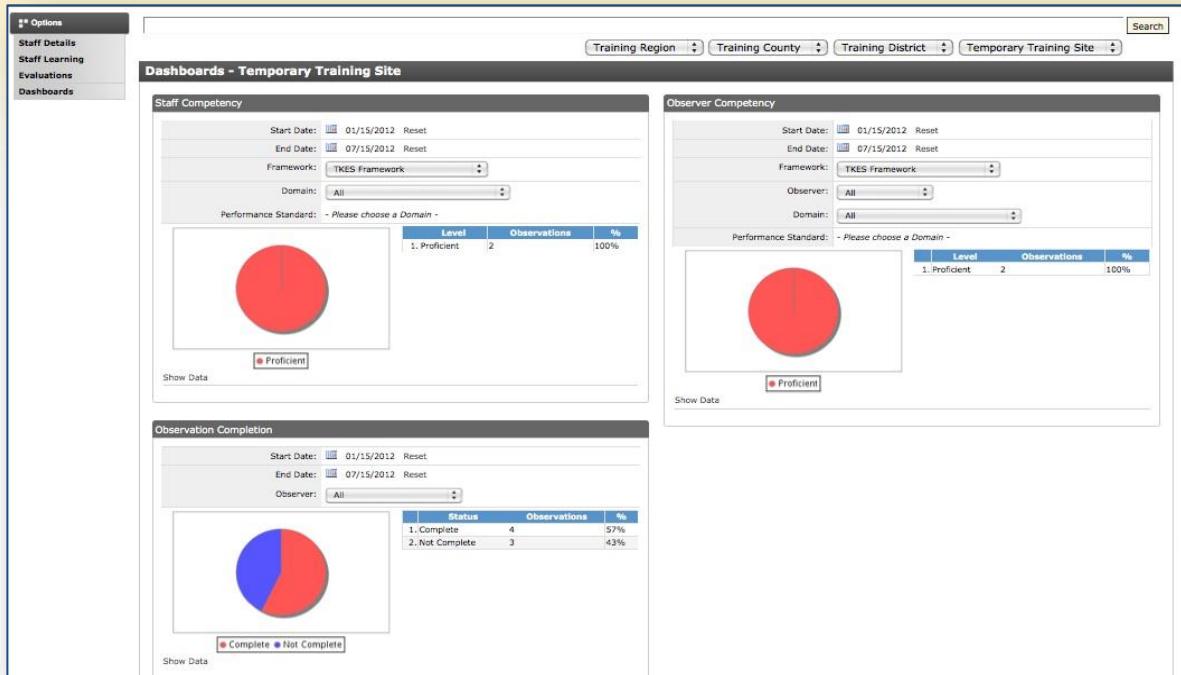 Options
Staff Details
Staff Learning
Evaluations
Dashboards
Search
Training Region Training County Training District Temporary Training Site
Dashboards - Temporary Training Site
Staff Competency
Start Date: 01/15/2012 Reset
End Date: 07/15/2012 Reset
Framework: TKES Framework
Domain: All
Performance Standard: - Please choose a Domain -
Level Observations %
1. Proficient 2 100%
Proficient
Show Data
Observer Competency
Start Date: 01/15/2012 Reset
End Date: 07/15/2012 Reset
Framework: TKES Framework
Observer: All
Domain: All
Performance Standard: - Please choose a Domain -
Level Observations %
1. Proficient 2 100%
Proficient
Show Data
Observation Completion
Start Date: 01/15/2012 Reset
End Date: 07/15/2012 Reset
Observer: All
Status Observations %
1. Complete 4 57%
2. Not Complete 3 43%
Complete Not Complete
Show Data